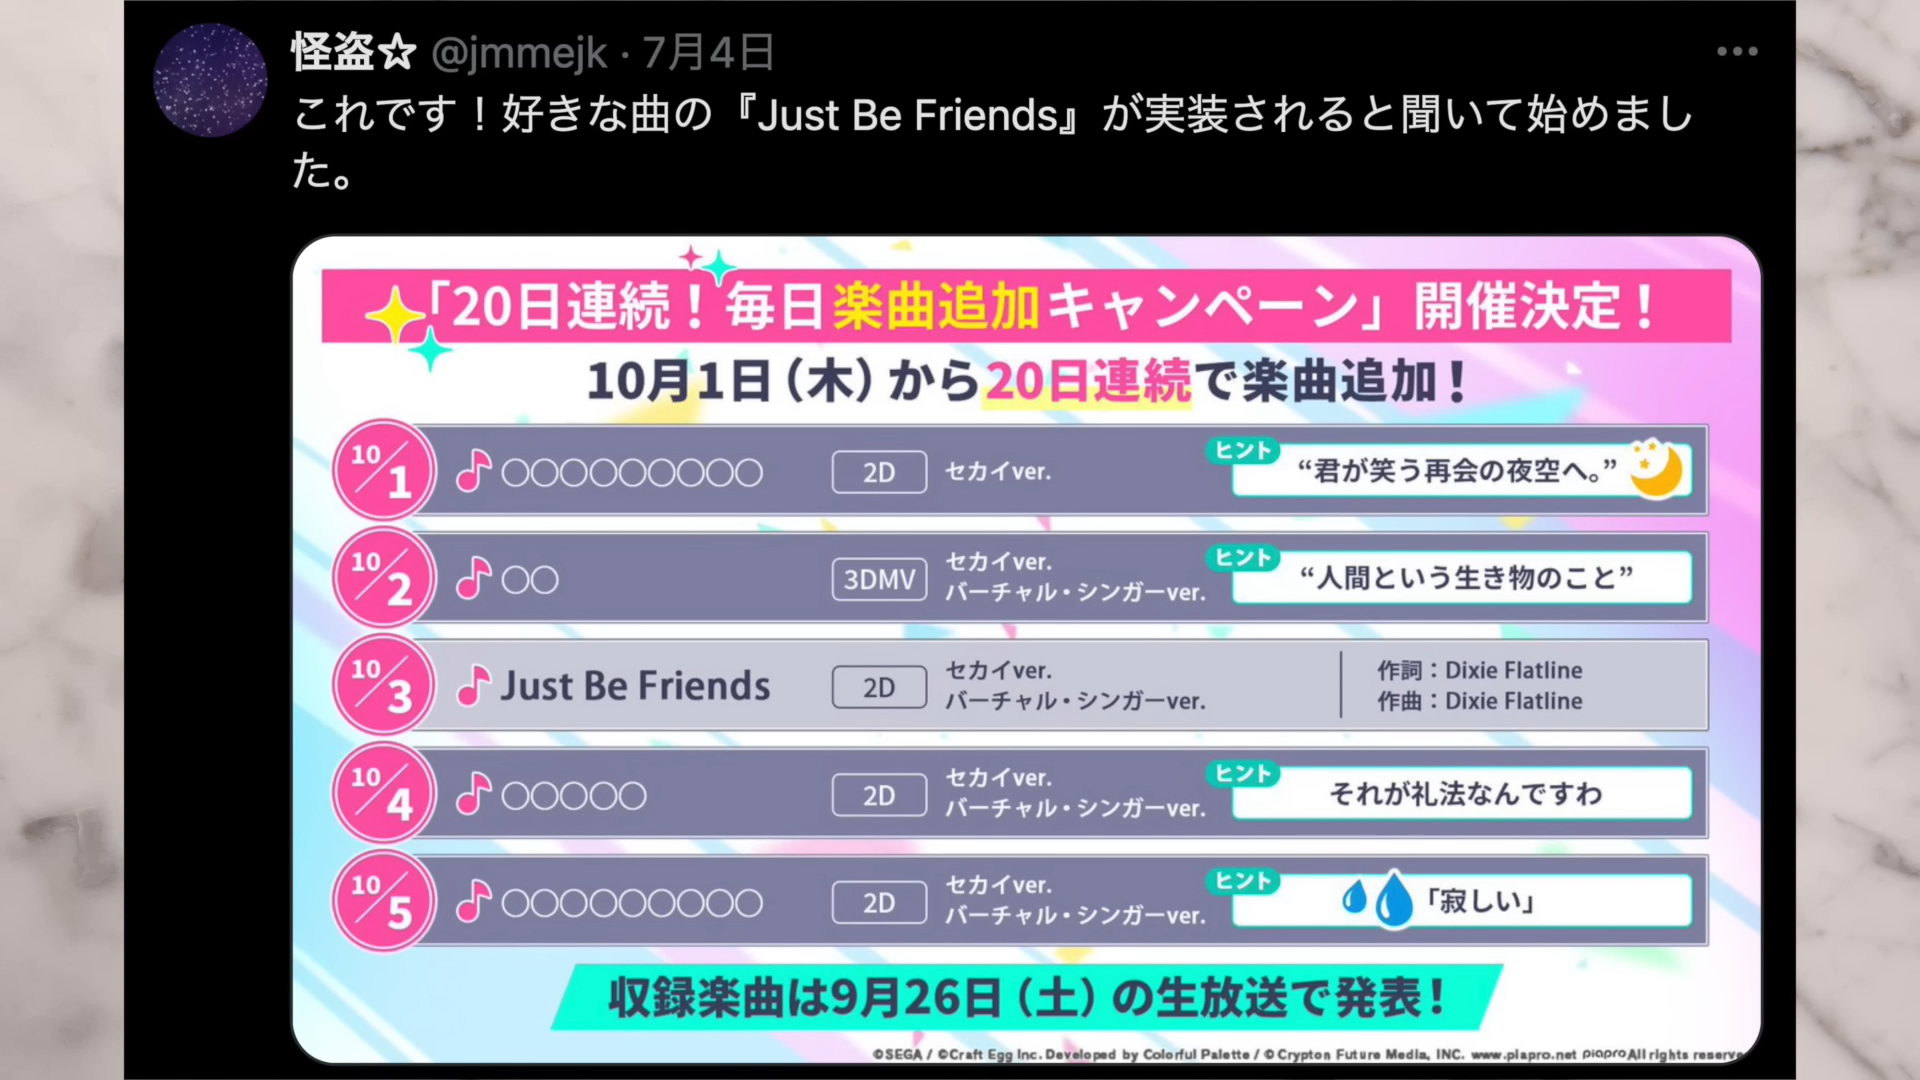 怪盗☆ @jmmejk · 7月4日
これです！好きな曲の『Just Be Friends』が実装されると聞いて始めまし
た。
「20日連続！毎日楽曲追加キャンペーン」開催決定！
10月1日（木）から20日連続で楽曲追加！
10/1 ○○○○○○○○○ 2D セカイver. ヒント “君が笑う再会の夜空へ。”
10/2 ○○ 3DMV セカイver. バーチャル・シンガーver. ヒント “人間という生き物のこと”
10/3 Just Be Friends 2D セカイver. バーチャル・シンガーver. 作詞：Dixie Flatline 作曲：Dixie Flatline
10/4 ○○○○○ 2D セカイver. バーチャル・シンガーver. ヒント それが礼法なんですわ
10/5 ○○○○○○○○○ 2D セカイver. バーチャル・シンガーver. ヒント 「寂しい」
収録楽曲は9月26日（土）の生放送で発表！
©SEGA / ©Craft Egg Inc. Developed by Colorful Palette / ©Crypton Future Media, INC. www.piapro.net piapro All rights reserve